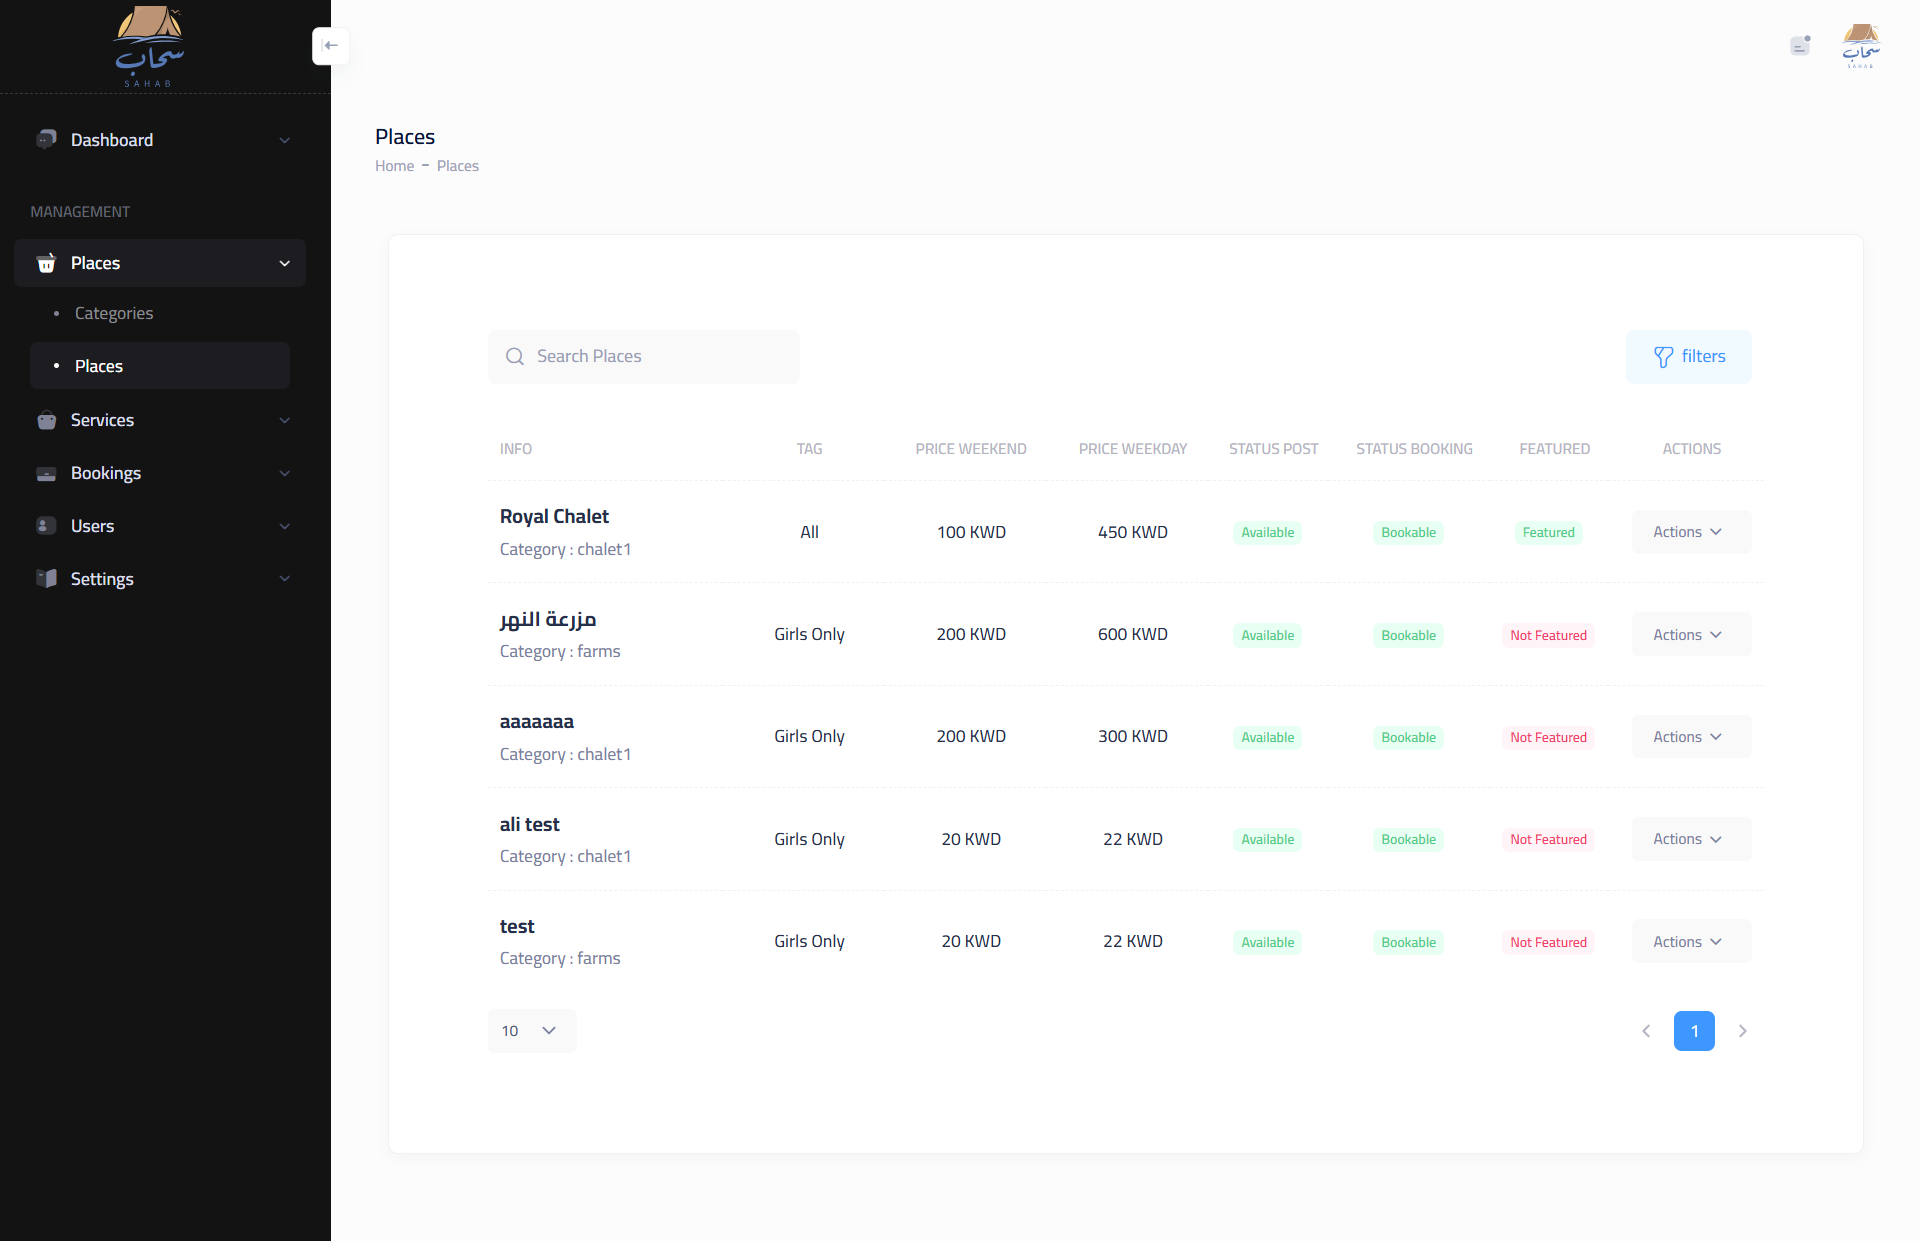 سحاب
SAHAB
سحاب
SAHAB
Dashboard
MANAGEMENT
Places
Categories
Places
Services
Bookings
Users
Settings
Places
Home - Places
Search Places
filters
INFO TAG PRICE WEEKEND PRICE WEEKDAY STATUS POST STATUS BOOKING FEATURED ACTIONS
Royal Chalet
Category : chalet1
All 100 KWD 450 KWD Available Bookable Featured Actions
مزرعة النهر
Category : farms
Girls Only 200 KWD 600 KWD Available Bookable Not Featured Actions
aaaaaaa
Category : chalet1
Girls Only 200 KWD 300 KWD Available Bookable Not Featured Actions
ali test
Category : chalet1
Girls Only 20 KWD 22 KWD Available Bookable Not Featured Actions
test
Category : farms
Girls Only 20 KWD 22 KWD Available Bookable Not Featured Actions
10
1